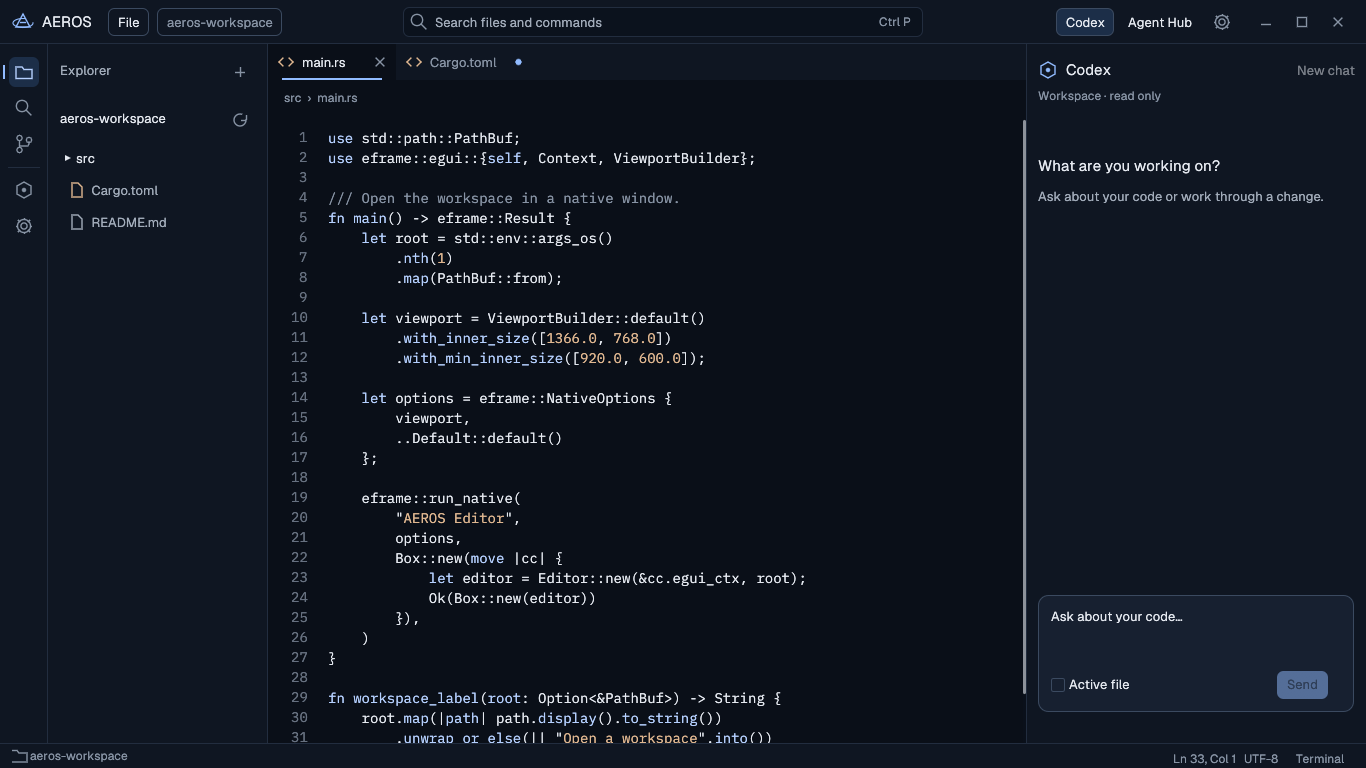 AEROS File aeros-workspace Search files and commands Ctrl P Codex Agent Hub
Explorer
aeros-workspace
src
Cargo.toml
README.md
main.rs Cargo.toml
src › main.rs
1 use std::path::PathBuf;
2 use eframe::egui::{self, Context, ViewportBuilder};
3
4 /// Open the workspace in a native window.
5 fn main() -> eframe::Result {
6     let root = std::env::args_os()
7         .nth(1)
8         .map(PathBuf::from);
9
10     let viewport = ViewportBuilder::default()
11         .with_inner_size([1366.0, 768.0])
12         .with_min_inner_size([920.0, 600.0]);
13
14     let options = eframe::NativeOptions {
15         viewport,
16         ..Default::default()
17     };
18
19     eframe::run_native(
20         "AEROS Editor",
21         options,
22         Box::new(move |cc| {
23             let editor = Editor::new(&cc.egui_ctx, root);
24             Ok(Box::new(editor))
25         }),
26     )
27 }
28
29 fn workspace_label(root: Option<&PathBuf>) -> String {
30     root.map(|path| path.display().to_string())
31         .unwrap_or_else(|| "Open a workspace".into())
Codex New chat
Workspace · read only
What are you working on?
Ask about your code or work through a change.
Ask about your code…
Active file Send
aeros-workspace Ln 33, Col 1 UTF-8 Terminal